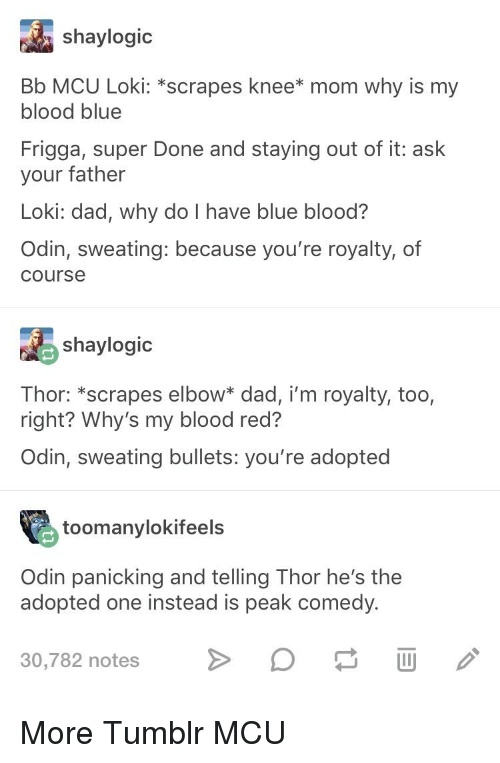 shaylogic
Bb MCU Loki: *scrapes knee* mom why is my
blood blue
Frigga, super Done and staying out of it: ask
your father
Loki: dad, why do I have blue blood?
Odin, sweating: because you're royalty, of
course
shaylogic
Thor: *scrapes elbow* dad, i'm royalty, too,
right? Why's my blood red?
Odin, sweating bullets: you're adopted
toomanylokifeels
Odin panicking and telling Thor he's the
adopted one instead is peak comedy.
30,782 notes
More Tumblr MCU